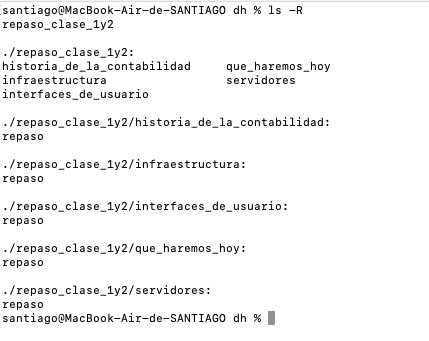 santiago@MacBook-Air-de-SANTIAGO dh % ls -R
repaso_clase_1y2

./repaso_clase_1y2:
historia_de_la_contabilidad     que_haremos_hoy
infraestructura                 servidores
interfaces_de_usuario

./repaso_clase_1y2/historia_de_la_contabilidad:
repaso

./repaso_clase_1y2/infraestructura:
repaso

./repaso_clase_1y2/interfaces_de_usuario:
repaso

./repaso_clase_1y2/que_haremos_hoy:
repaso

./repaso_clase_1y2/servidores:
repaso
santiago@MacBook-Air-de-SANTIAGO dh %